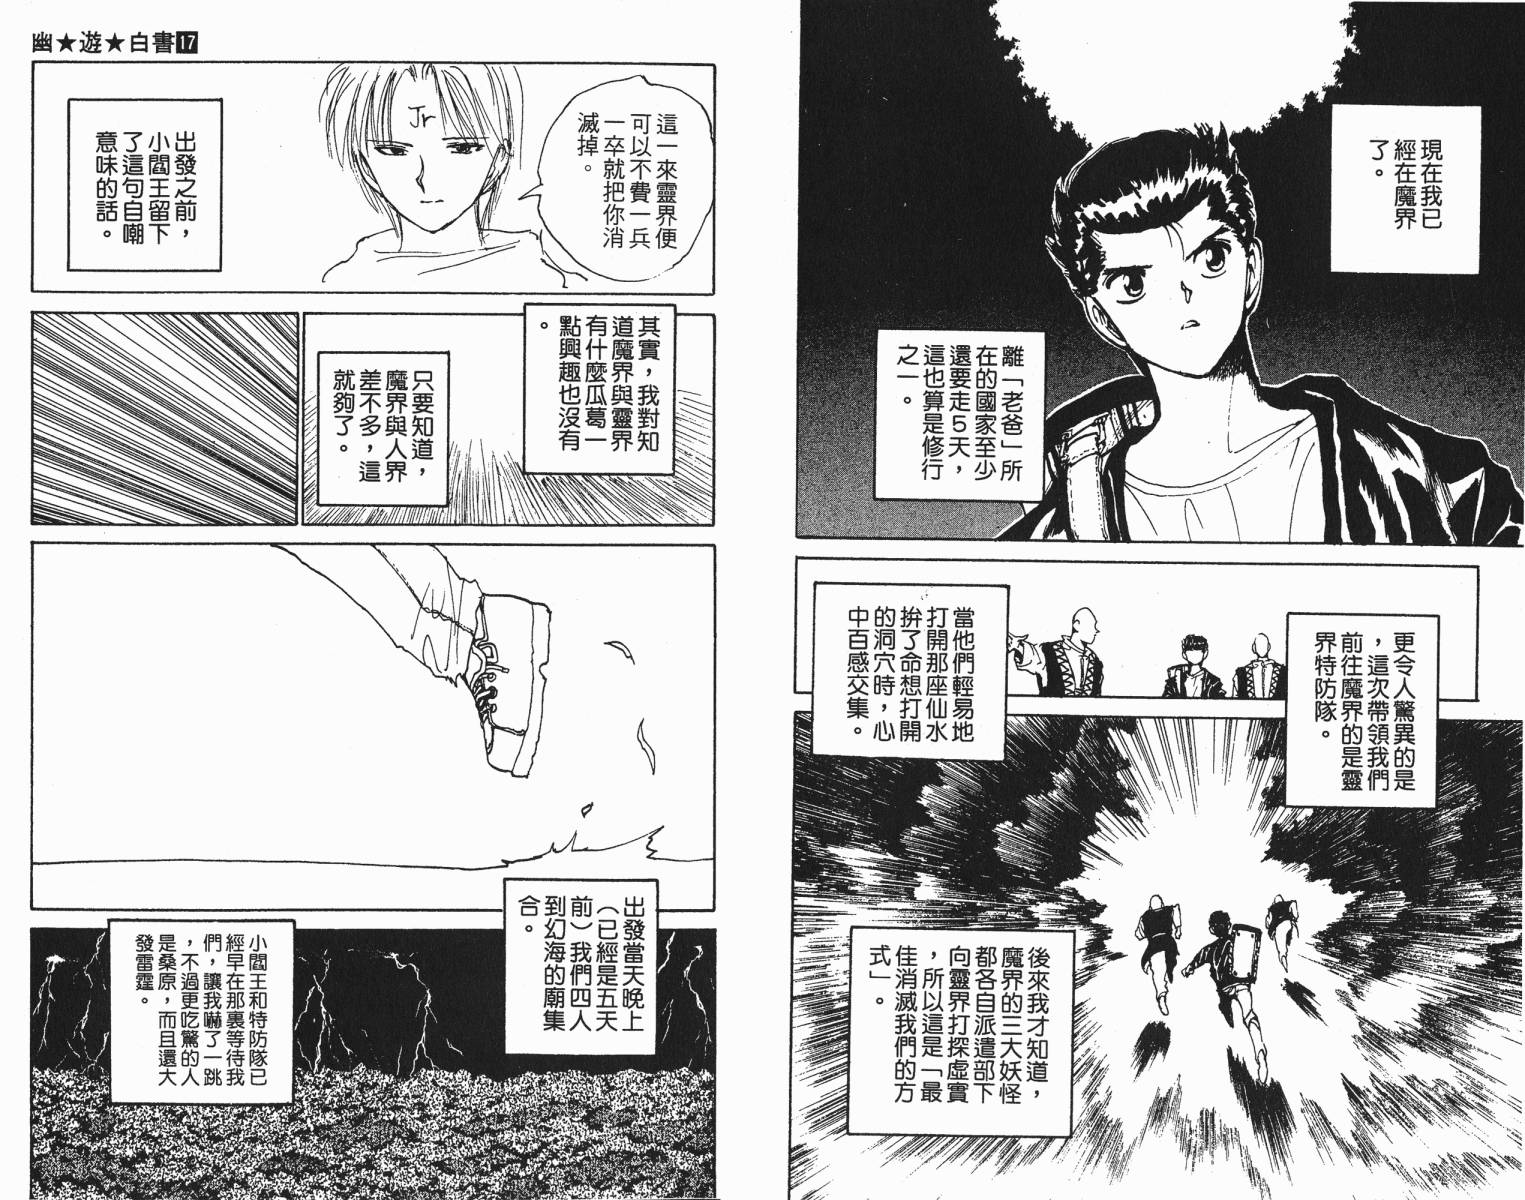 現在我已
經在魔界
了。
離「老爸」所
在的國家至少
還要走5天，
這也算是修行
之一。
更令人驚異的是
，這次帶領我們
前往魔界的是靈
界特防隊。
當他們輕易地
打開那座仙水
拚了命想打開
的洞穴時，心
中百感交集。
後來我才知道，
魔界的三大妖怪
都各自派遣部下
向靈界打探虛實
，所以這是「最
佳消滅我們的方
式」。
幽★遊★白書17
這一來靈界便
可以不費一兵
一卒就把你消
滅掉。
Jr
出發之前，
小閻王留下
了這句自嘲
意味的話。
其實，我對知
道魔界與靈界
有什麼瓜葛一
點興趣也沒有
。
只要知道，
魔界與人界
差不多，這
就夠了。
出發當天晚上
（已經是五天
前）我們四人
到幻海的廟集
合。
小閻王和特防隊已
經早在那裏等待我
們，讓我嚇了一跳
，不過更吃驚的人
是桑原，而且還大
發雷霆。